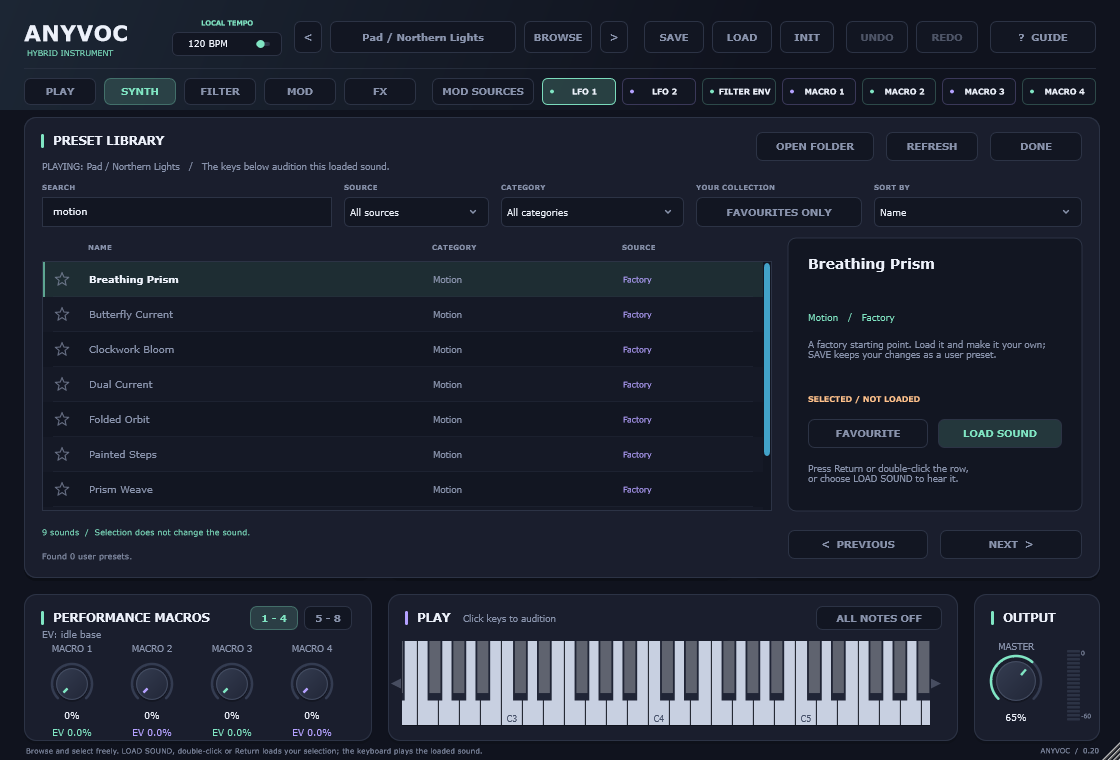 ANYVOC
HYBRID INSTRUMENT
LOCAL TEMPO
120 BPM
<
Pad / Northern Lights
BROWSE
>
SAVE
LOAD
INIT
UNDO
REDO
? GUIDE
PLAY
SYNTH
FILTER
MOD
FX
MOD SOURCES
LFO 1
LFO 2
FILTER ENV
MACRO 1
MACRO 2
MACRO 3
MACRO 4
PRESET LIBRARY
OPEN FOLDER
REFRESH
DONE
PLAYING: Pad / Northern Lights / The keys below audition this loaded sound.
SEARCH
SOURCE
CATEGORY
YOUR COLLECTION
SORT BY
motion
All sources
All categories
FAVOURITES ONLY
Name
NAME CATEGORY SOURCE
Breathing Prism Motion Factory
Butterfly Current Motion Factory
Clockwork Bloom Motion Factory
Dual Current Motion Factory
Folded Orbit Motion Factory
Painted Steps Motion Factory
Prism Weave Motion Factory
Breathing Prism
Motion / Factory
A factory starting point. Load it and make it your own;
SAVE keeps your changes as a user preset.
SELECTED / NOT LOADED
FAVOURITE
LOAD SOUND
Press Return or double-click the row,
or choose LOAD SOUND to hear it.
9 sounds / Selection does not change the sound.
Found 0 user presets.
< PREVIOUS
NEXT >
PERFORMANCE MACROS
1 - 4
5 - 8
EV: idle base
MACRO 1 MACRO 2 MACRO 3 MACRO 4
0% 0% 0% 0%
EV 0.0% EV 0.0% EV 0.0% EV 0.0%
PLAY
Click keys to audition
ALL NOTES OFF
C3 C4 C5
OUTPUT
MASTER
65%
0
-60
Browse and select freely. LOAD SOUND, double-click or Return loads your selection; the keyboard plays the loaded sound.
ANYVOC / 0.20